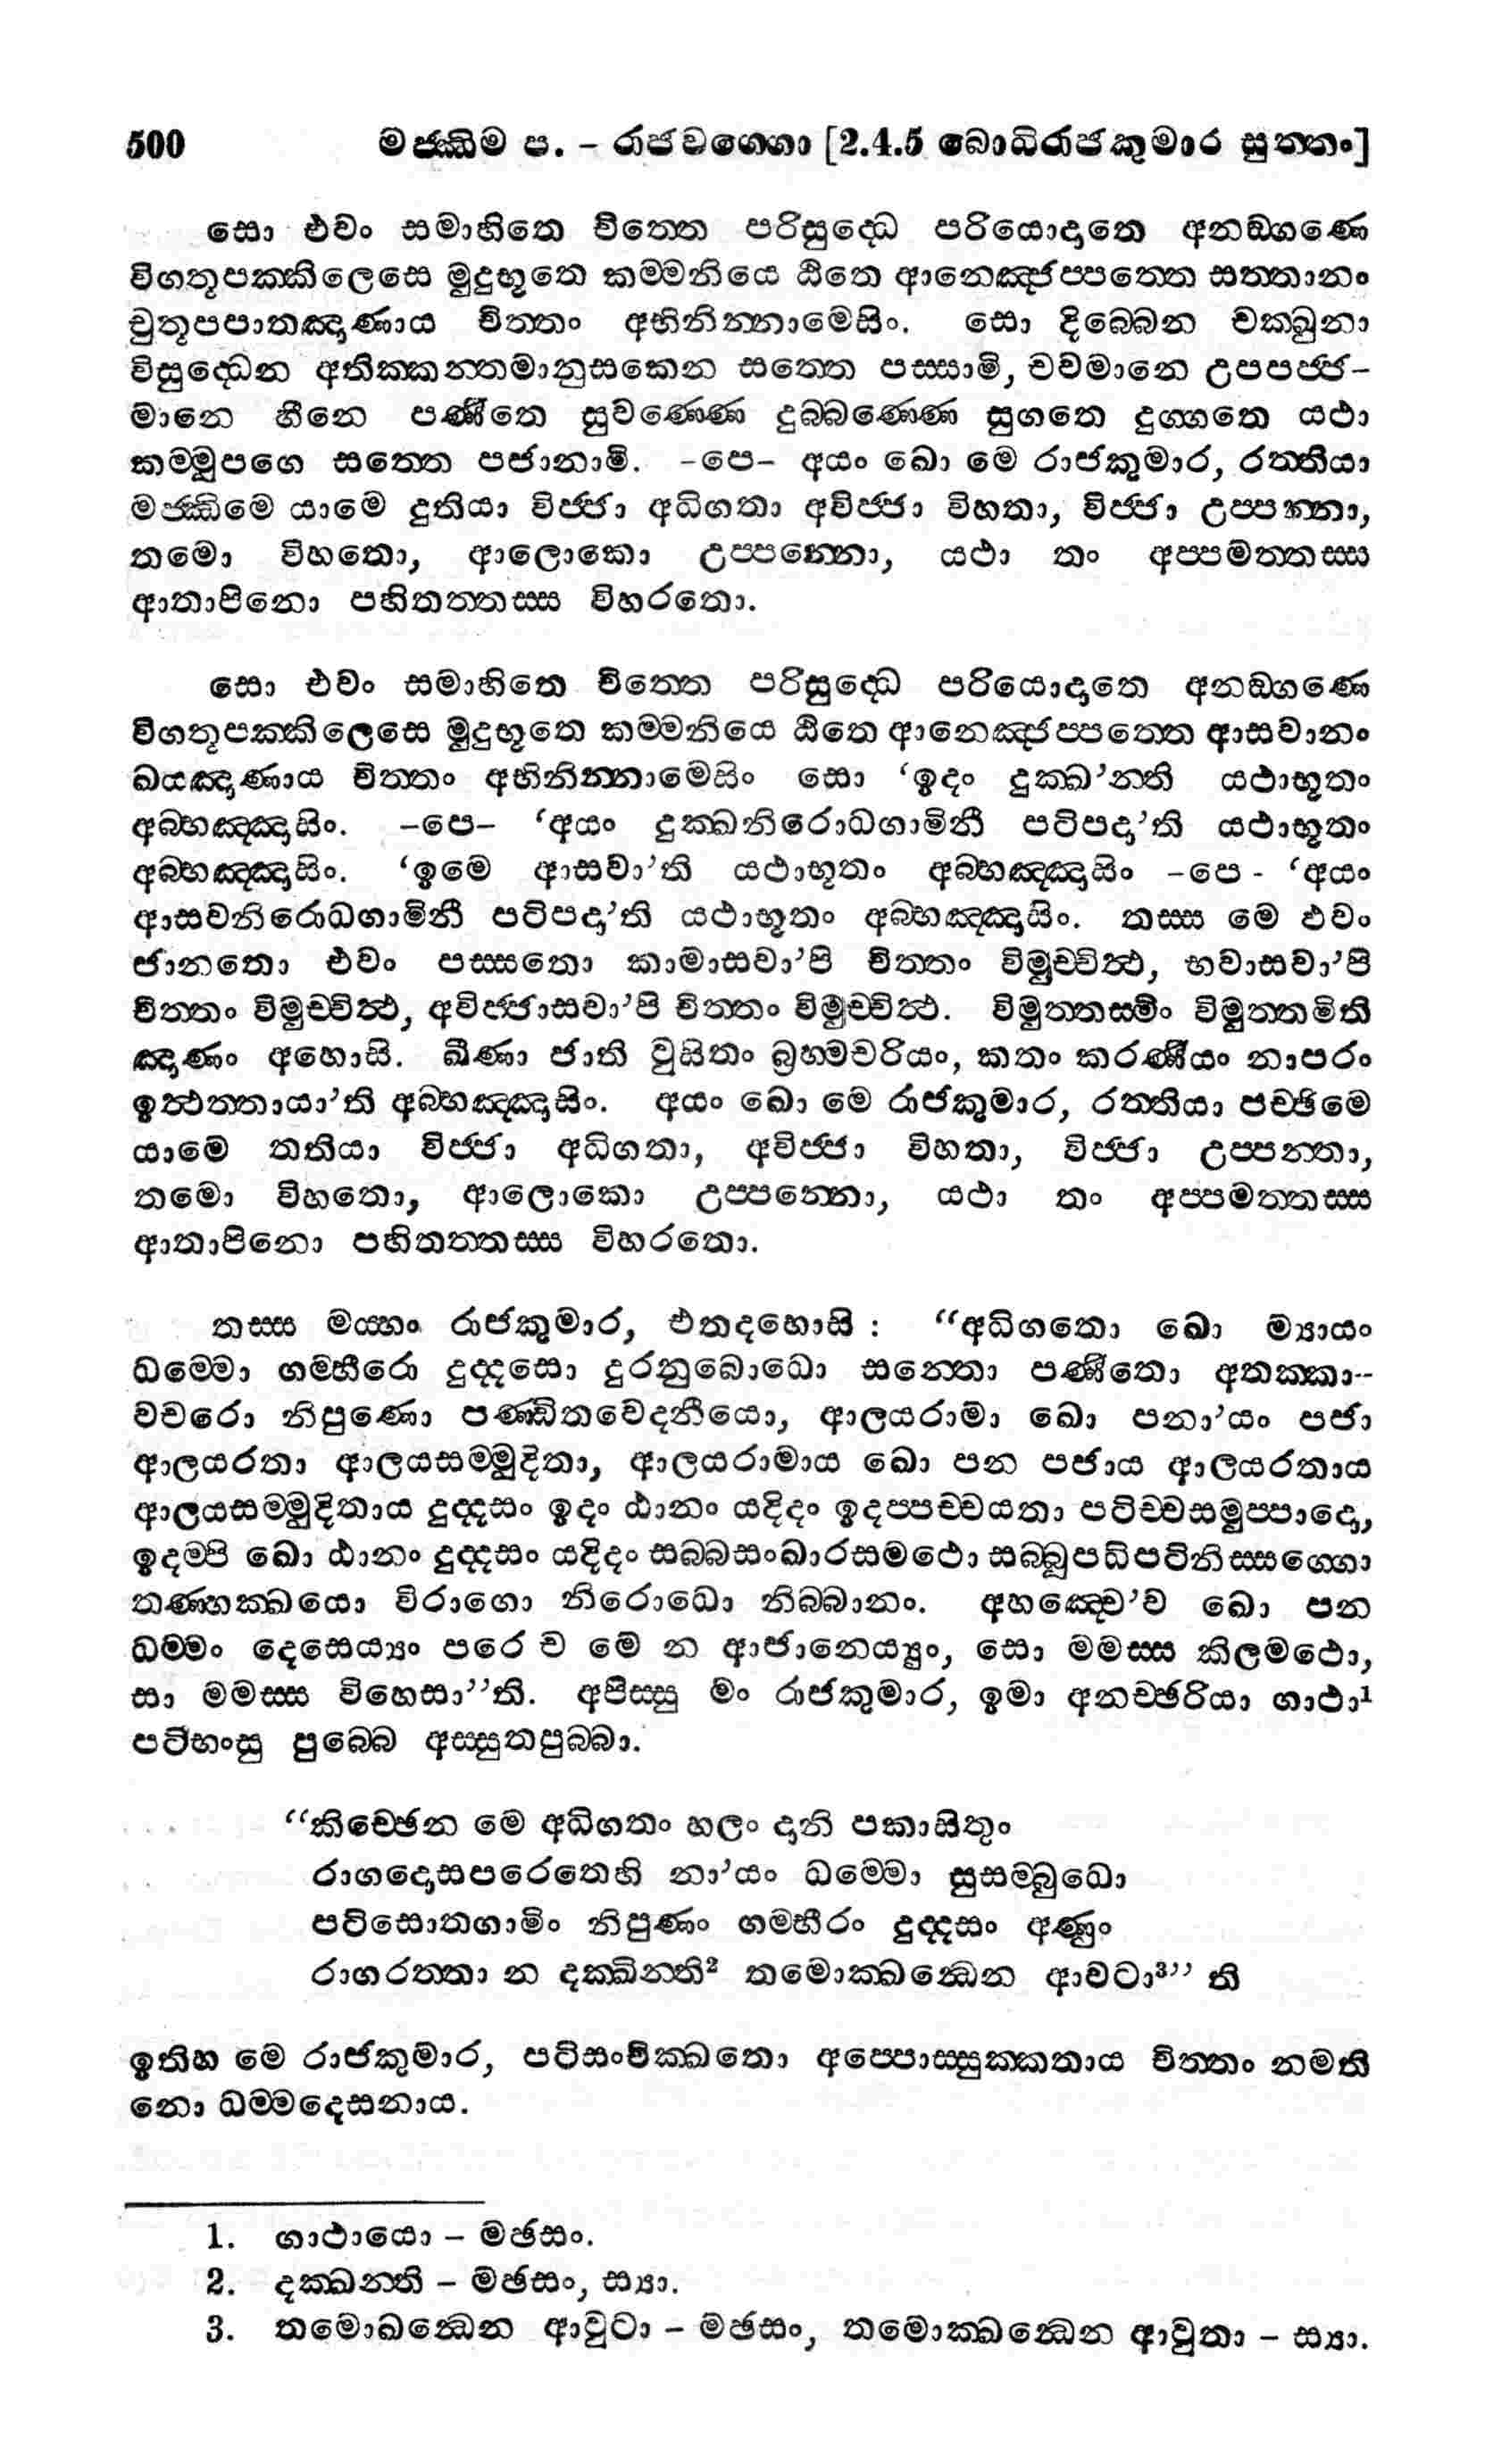 500 මජ්ඣිම ප. – රාජවග්ගො [2.4.5 බොධිරාජකුමාර සුත්තං]
සො එවං සමාහිතෙ චිත්තෙ පරිසුද්ධෙ පරියොදාතෙ අනඞ්ගණෙ
විගතූපක්කිලෙසෙ මුදුභූතෙ කම්මනියෙ ඨිතෙ ආනෙඤ්ජප්පත්තෙ සත්තානං
චුතූපපාතඤාණාය චිත්තං අභිනින්නාමෙසිං. සො දිබ්බෙන චක්ඛුනා
විසුද්ධෙන අතික්කන්තමානුසකෙන සත්තෙ පස්සාමි, චවමානෙ උපපජ්ජ-
මානෙ හීනෙ පණීතෙ සුවණ්ණෙ දුබ්බණ්ණෙ සුගතෙ දුග්ගතෙ යථා
කම්මූපගෙ සත්තෙ පජානාමි. –පෙ– අයං ඛො මෙ රාජකුමාර, රත්තියා
මජ්ඣිමෙ යාමෙ දුතියා විජ්ජා අධිගතා අවිජ්ජා විහතා, විජ්ජා උප්පන්නා,
තමො විහතො, ආලොකො උප්පන්නො, යථා තං අප්පමත්තස්ස
ආතාපිනො පහිතත්තස්ස විහරතො.
සො එවං සමාහිතෙ චිත්තෙ පරිසුද්ධෙ පරියොදාතෙ අනඞ්ගණෙ
විගතූපක්කිලෙසෙ මුදුභූතෙ කම්මනියෙ ඨිතෙ ආනෙඤ්ජප්පත්තෙ ආසවානං
ඛයඤාණාය චිත්තං අභිනින්නාමෙසිං සො ‘ඉදං දුක්ඛ’න්ති යථාභූතං
අබ්භඤ්ඤාසිං. –පෙ– ‘අයං දුක්ඛනිරොධගාමිනී පටිපදා’ති යථාභූතං
අබ්භඤ්ඤාසිං. ‘ඉමෙ ආසවා’ති යථාභූතං අබ්භඤ්ඤාසිං –පෙ - ‘අයං
ආසවනිරොධගාමිනී පටිපදා’ති යථාභූතං අබ්භඤ්ඤාසිං. තස්ස මෙ එවං
ජානතො එවං පස්සතො කාමාසවා’පි චිත්තං විමුච්චිත්ථ, භවාසවා’පි
චිත්තං විමුච්චිත්ථ, අවිජ්ජාසවා’පි චිත්තං විමුච්චිත්ථ. විමුත්තස්මිං විමුත්තමිති
ඤාණං අහොසි. ඛීණා ජාති වුසිතං බ්‍රහ්මචරියං, කතං කරණීයං නාපරං
ඉත්ථත්තායා’ති අබ්භඤ්ඤාසිං. අයං ඛො මෙ රාජකුමාර, රත්තියා පච්ඡිමෙ
යාමෙ තතියා විජ්ජා අධිගතා, අවිජ්ජා විහතා, විජ්ජා උප්පන්නා,
තමො විහතො, ආලොකො උප්පන්නො, යථා තං අප්පමත්තස්ස
ආතාපිනො පහිතත්තස්ස විහරතො.
තස්ස මය්හං රාජකුමාර, එතදහොසි : “අධිගතො ඛො ම්‍යායං
ධම්මො ගම්භීරො දුද්දසො දුරනුබොධො සන්තො පණීතො අතක්කා--
වචරො නිපුණො පණ්ඩිතවෙදනීයො, ආලයරාමා ඛො පනා’යං පජා
ආලයරතා ආලයසම්මුදිතා, ආලයරාමාය ඛො පන පජාය ආලයරතාය
ආලයසම්මුදිතාය දුද්දසං ඉදං ඨානං යදිදං ඉදප්පච්චයතා පටිච්චසමුප්පාදො,
ඉදම්පි ඛො ඨානං දුද්දසං යදිදං සබ්බසංඛාරසමථො සබ්බූපධිපටිනිස්සග්ගො
තණ්හක්ඛයො විරාගො නිරොධො නිබ්බානං. අහඤ්චෙ’ව ඛො පන
ධම්මං දෙසෙය්‍යං පරෙ ච මෙ න ආජානෙය්‍යුං, සො මමස්ස කිලමථො,
සා මමස්ස විහෙසා”ති. අපිස්සු මං රාජකුමාර, ඉමා අනච්ඡරියා ගාථා¹
පටිභංසු පුබ්බෙ අස්සුතපුබ්බා.
“කිච්ඡෙන මෙ අධිගතං හලං දානි පකාසිතුං
රාගදොසපරෙතෙහි නා’යං ධම්මො සුසම්බුධො
පටිසොතගාමිං නිපුණං ගම්භීරං දුද්දසං අණුං
රාගරත්තා න දක්ඛින්ති² තමොක්ඛන්ධෙන ආවටා³” ති
ඉතිහ මෙ රාජකුමාර, පටිසංචික්ඛතො අප්පොස්සුක්කතාය චිත්තං නමති
නො ධම්මදෙසනාය.
1. ගාථායො – මඡසං.
2. දක්ඛන්ති – මඡසං, ස්‍යා.
3. තමොඛන්ධෙන ආවුටා – මඡසං, තමොක්ඛන්ධෙන ආවුතා – ස්‍යා.